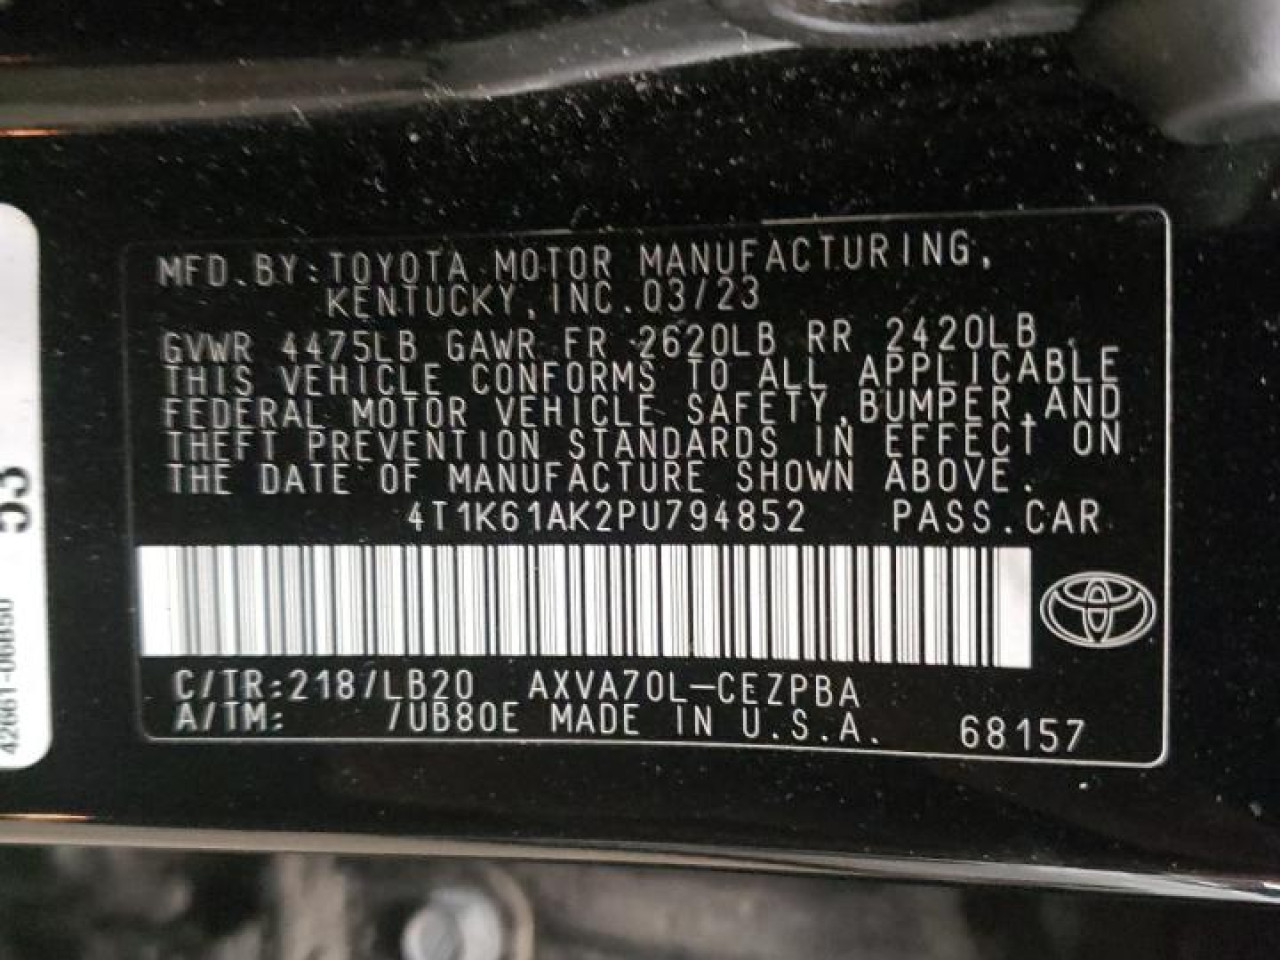 MFD.BY:TOYOTA MOTOR MANUFACTURING,
KENTUCKY, INC. 03/23
GVWR 4475LB GAWR FR 2620LB RR 2420LB.
THIS VEHICLE CONFORMS TO ALL APPLICABLE
FEDERAL MOTOR VEHICLE SAFETY, BUMPER, AND
THEFT PREVENTION STANDARDS IN EFFECT ON
THE DATE OF MANUFACTURE SHOWN ABOVE.
4T1K61AK2PU794852 PASS.CAR
C/TR:218/LB20 AXVA70L-CEZPBA
A/TM: /UB80E MADE IN U.S.A. 68157
42661-06B50